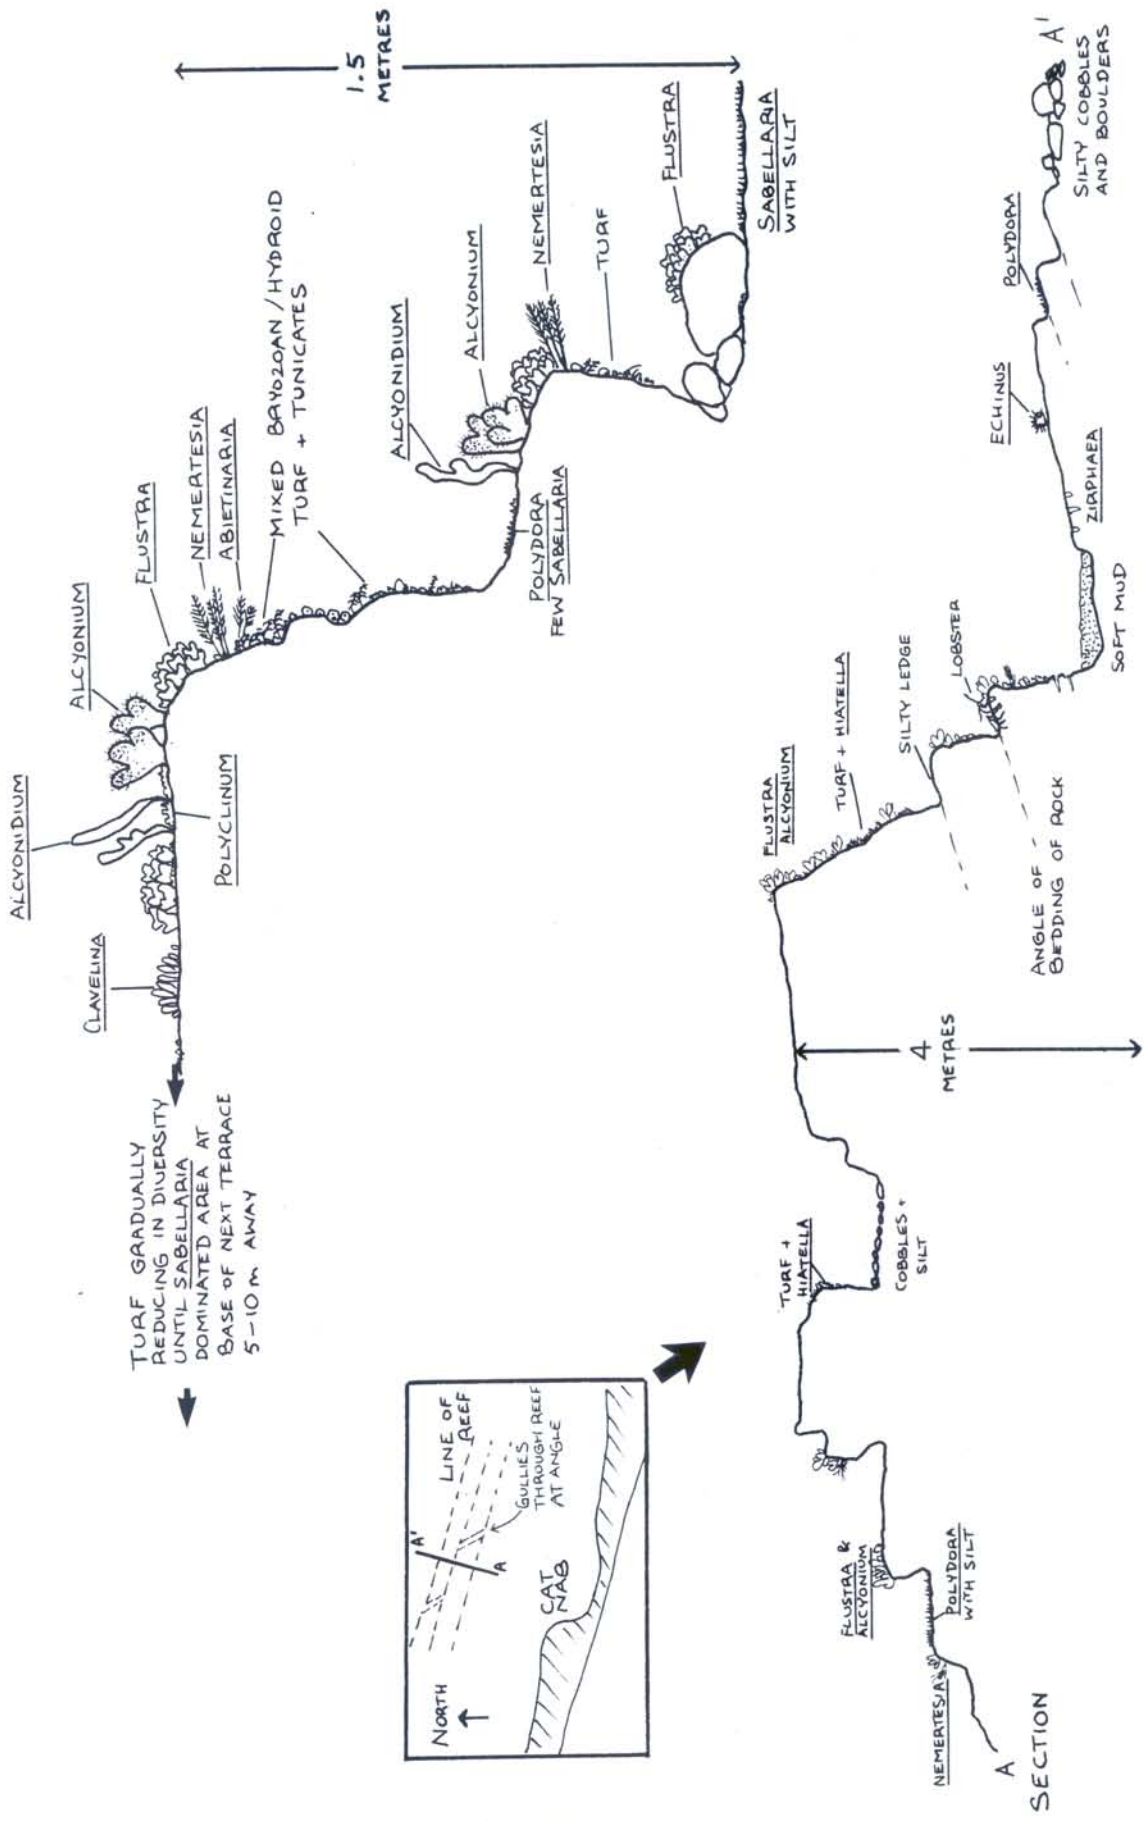 TURF GRADUALLY
REDUCING IN DIVERSITY
UNTIL SABELLARIA
DOMINATED AREA AT
BASE OF NEXT TERRACE
5-10m AWAY
CLAVELINA
ALCYONIDIUM
POLYCLINUM
ALCYONIUM
FLUSTRA
NEMERTESIA
ABIETINARIA
MIXED BRYOZOAN / HYDROID
TURF + TUNICATES
ALCYONIDIUM
ALCYONIUM
NEMERTESIA
TURF
FLUSTRA
POLYDORA
FEW SABELLARIA
SABELLARIA
WITH SILT
1.5
METRES
NORTH
LINE OF
REEF
GULLIES
THROUGH REEF
AT ANGLE
A'
A
CAT
NAB
A
SECTION
NEMERTESIA
FLUSTRA &
ALCYONIUM
POLYDORA
WITH SILT
TURF +
HIATELLA
COBBLES +
SILT
4
METRES
FLUSTRA
ALCYONIUM
TURF + HIATELLA
SILTY LEDGE
LOBSTER
ANGLE OF
BEDDING OF ROCK
SOFT MUD
ZIRPHAEA
ECHINUS
POLYDORA
SILTY COBBLES
AND BOULDERS
A'